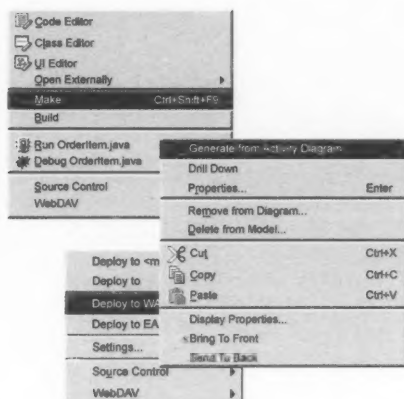 Code Editor
Class Editor
UI Editor
Open Externally
Make Ctrl+Shift+F9
Build
Run OrderItem.java
Debug OrderItem.java
Source Control
WebDAV
Generate from Activity Diagram
Drill Down
Properties... Enter
Remove from Diagram...
Delete from Model...
Cut Ctrl+X
Copy Ctrl+C
Paste Ctrl+V
Display Properties...
Bring To Front
Send To Back
Deploy to <m
Deploy to
Deploy to WA
Deploy to EA
Settings...
Source Control
WebDAV